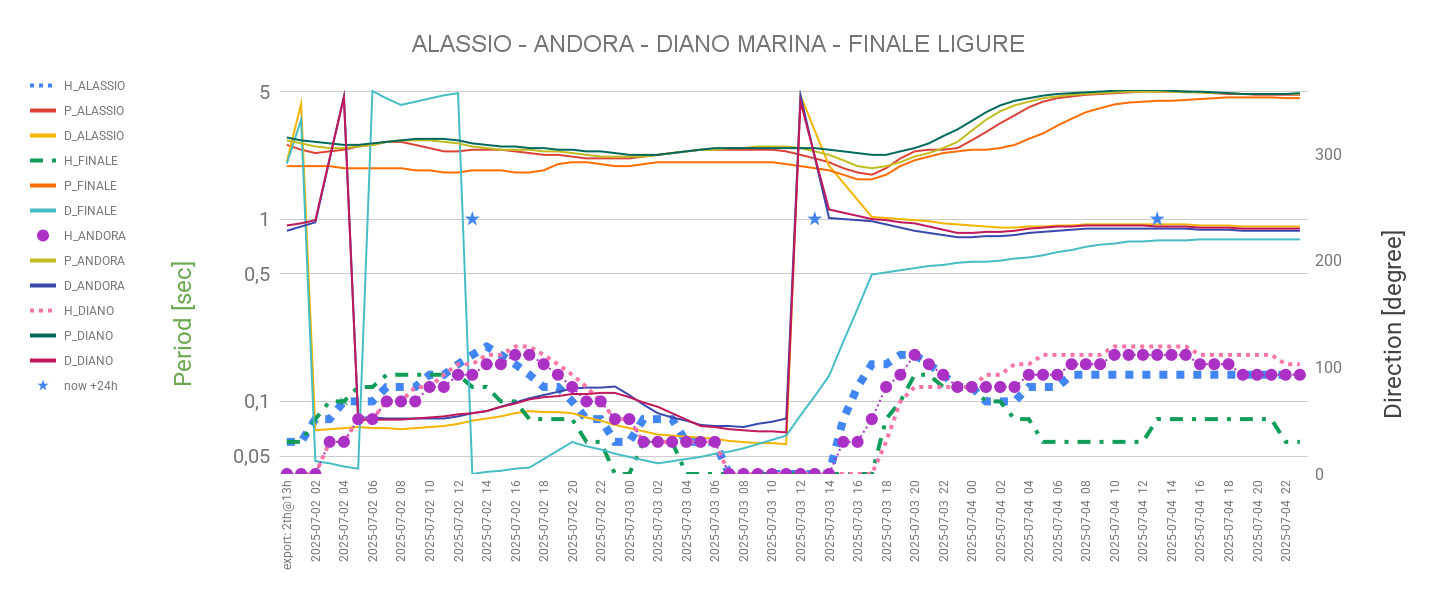 ALASSIO - ANDORA - DIANO MARINA - FINALE LIGURE
H_ALASSIO
P_ALASSIO
D_ALASSIO
H_FINALE
P_FINALE
D_FINALE
H_ANDORA
P_ANDORA
D_ANDORA
H_DIANO
P_DIANO
D_DIANO
now +24h
Period [sec]
5
1
0,5
0,1
0,05
300
200
100
0
Direction [degree]
export: 2th@13h
2025-07-02 02
2025-07-02 04
2025-07-02 06
2025-07-02 08
2025-07-02 10
2025-07-02 12
2025-07-02 14
2025-07-02 16
2025-07-02 18
2025-07-02 20
2025-07-02 22
2025-07-03 00
2025-07-03 02
2025-07-03 04
2025-07-03 06
2025-07-03 08
2025-07-03 10
2025-07-03 12
2025-07-03 14
2025-07-03 16
2025-07-03 18
2025-07-03 20
2025-07-03 22
2025-07-04 00
2025-07-04 02
2025-07-04 04
2025-07-04 06
2025-07-04 08
2025-07-04 10
2025-07-04 12
2025-07-04 14
2025-07-04 16
2025-07-04 18
2025-07-04 20
2025-07-04 22